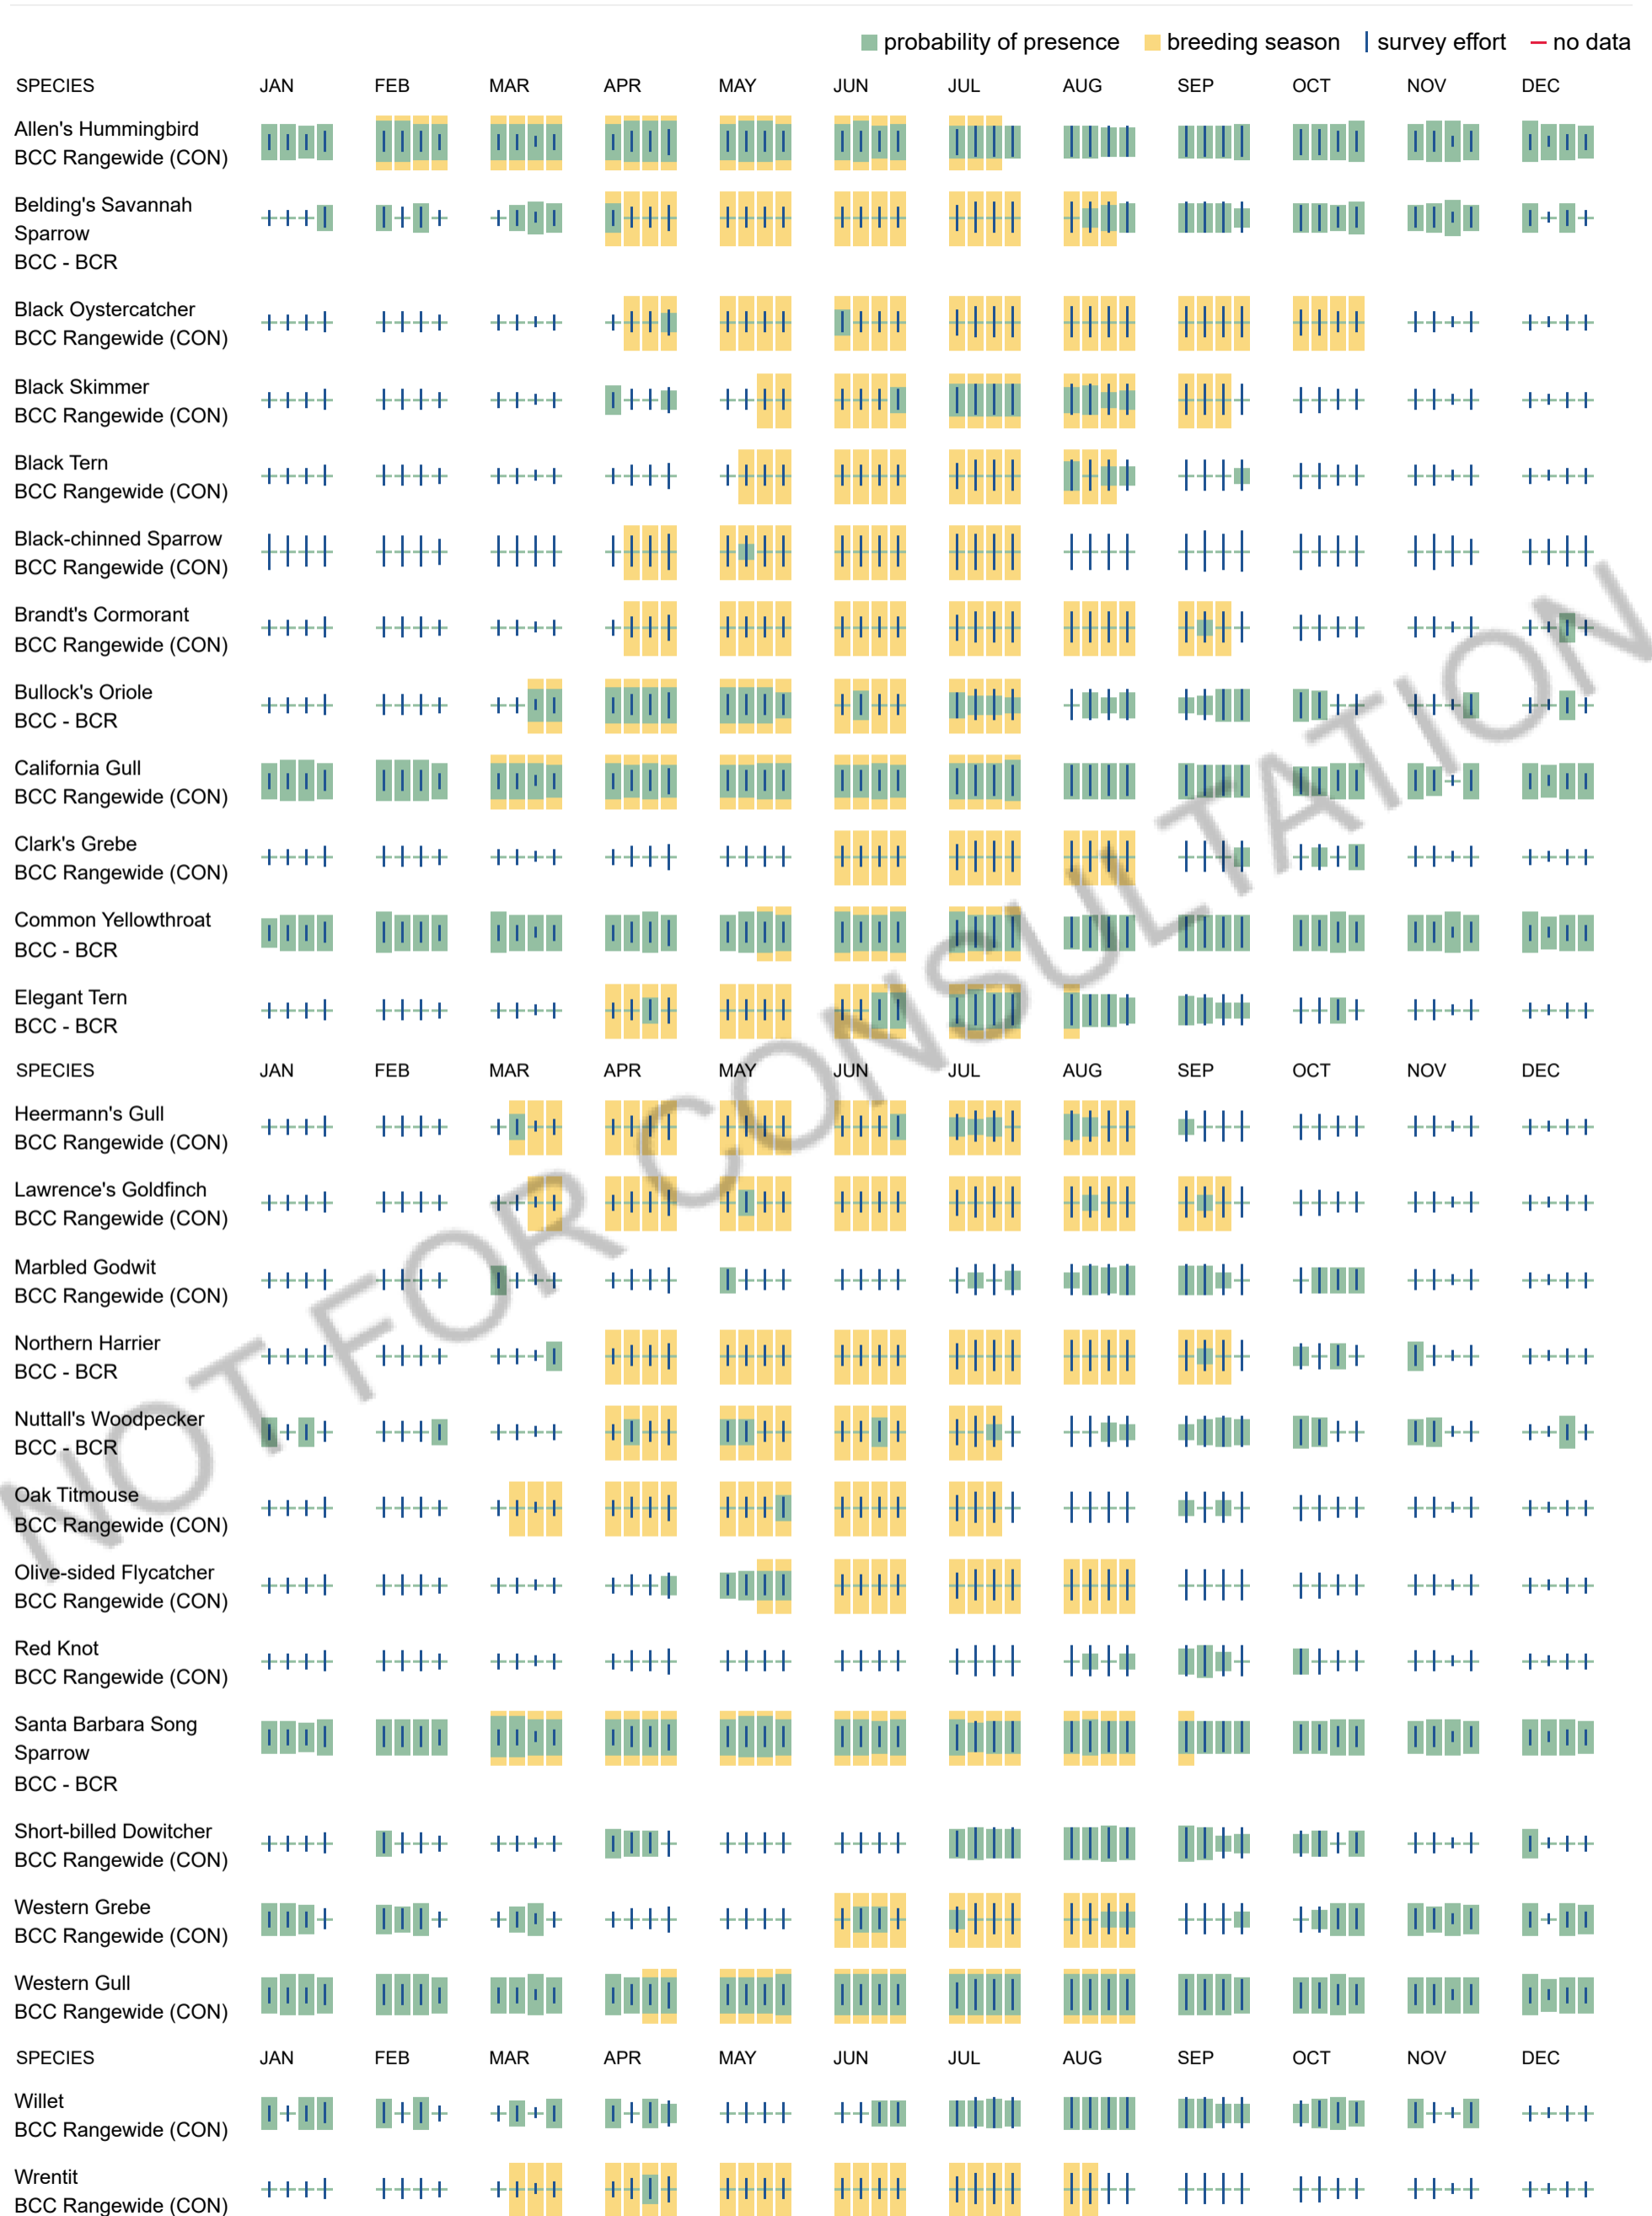 probability of presence breeding season survey effort no data
SPECIES JAN FEB MAR APR MAY JUN JUL AUG SEP OCT NOV DEC
Allen's Hummingbird
BCC Rangewide (CON)
Belding's Savannah
Sparrow
BCC - BCR
Black Oystercatcher
BCC Rangewide (CON)
Black Skimmer
BCC Rangewide (CON)
Black Tern
BCC Rangewide (CON)
Black-chinned Sparrow
BCC Rangewide (CON)
Brandt's Cormorant
BCC Rangewide (CON)
Bullock's Oriole
BCC - BCR
California Gull
BCC Rangewide (CON)
Clark's Grebe
BCC Rangewide (CON)
Common Yellowthroat
BCC - BCR
Elegant Tern
BCC - BCR
SPECIES JAN FEB MAR APR MAY JUN JUL AUG SEP OCT NOV DEC
Heermann's Gull
BCC Rangewide (CON)
Lawrence's Goldfinch
BCC Rangewide (CON)
Marbled Godwit
BCC Rangewide (CON)
Northern Harrier
BCC - BCR
Nuttall's Woodpecker
BCC - BCR
Oak Titmouse
BCC Rangewide (CON)
Olive-sided Flycatcher
BCC Rangewide (CON)
Red Knot
BCC Rangewide (CON)
Santa Barbara Song
Sparrow
BCC - BCR
Short-billed Dowitcher
BCC Rangewide (CON)
Western Grebe
BCC Rangewide (CON)
Western Gull
BCC Rangewide (CON)
SPECIES JAN FEB MAR APR MAY JUN JUL AUG SEP OCT NOV DEC
Willet
BCC Rangewide (CON)
Wrentit
BCC Rangewide (CON)
NOT FOR CONSULTATION